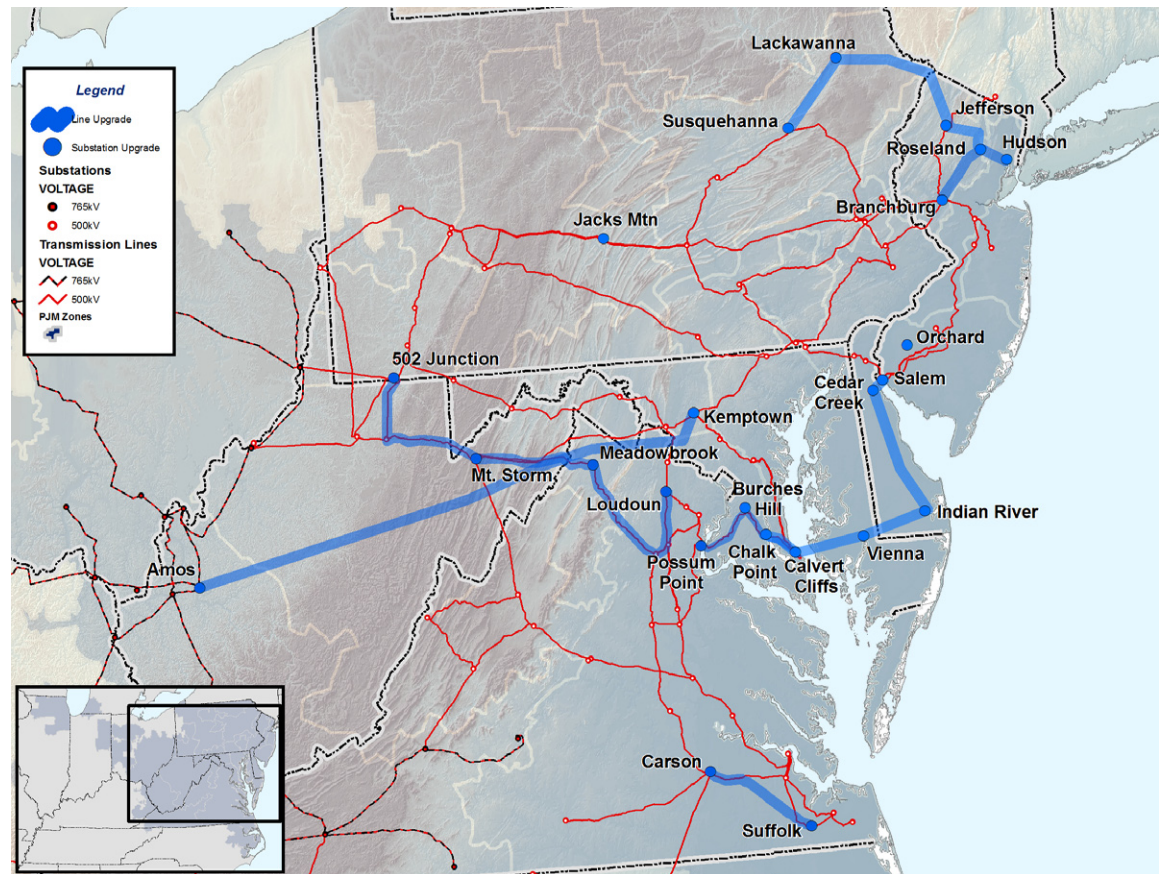 Legend
Line Upgrade
Substation Upgrade
Substations
VOLTAGE
765kV
500kV
Transmission Lines
VOLTAGE
765kV
500kV
PJM Zones
Lackawanna
Susquehanna
Jefferson
Roseland
Hudson
Branchburg
Jacks Mtn
Orchard
502 Junction
Salem
Cedar
Creek
Kemptown
Meadowbrook
Mt. Storm
Loudoun
Burches
Hill
Indian River
Possum
Point
Chalk
Point
Calvert
Cliffs
Vienna
Amos
Carson
Suffolk